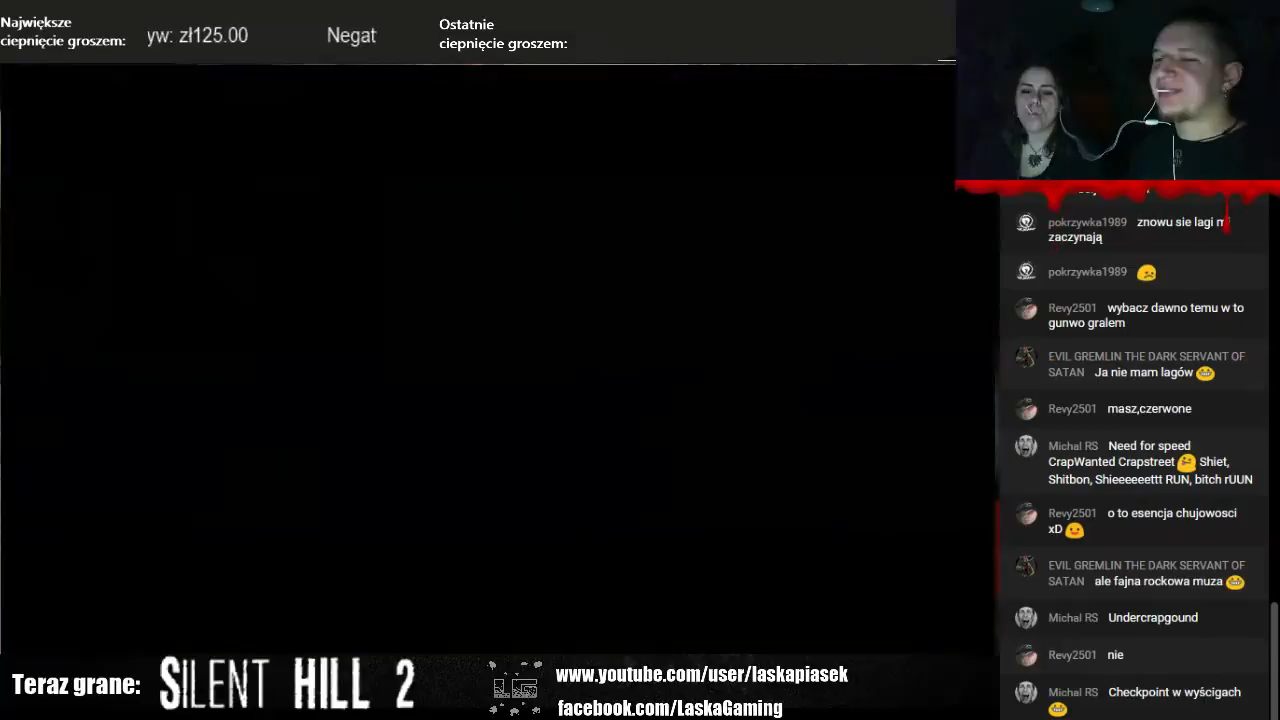 Największe
ciepnięcie groszem:
yw: zł125.00
Negat
Ostatnie
ciepnięcie groszem:
pokrzywka1989 znowu sie lagi
zaczynają
pokrzywka1989
Revy2501 wybacz dawno temu w to
gunwo gralem
EVIL GREMLIN THE DARK SERVANT OF
SATAN Ja nie mam lagów
Revy2501 masz,czerwone
Michal RS Need for speed
CrapWanted Crapstreet Shiet,
Shitbon, Shieeeeeettt RUN, bitch rUUN
Revy2501 o to esencja chujowosci
xD
EVIL GREMLIN THE DARK SERVANT OF
SATAN ale fajna rockowa muza
Michal RS Undercrapgound
Revy2501 nie
Michal RS Checkpoint w wyścigach
Teraz grane: SILENT HILL 2
LG
www.youtube.com/user/laskapiasek
facebook.com/LaskaGaming